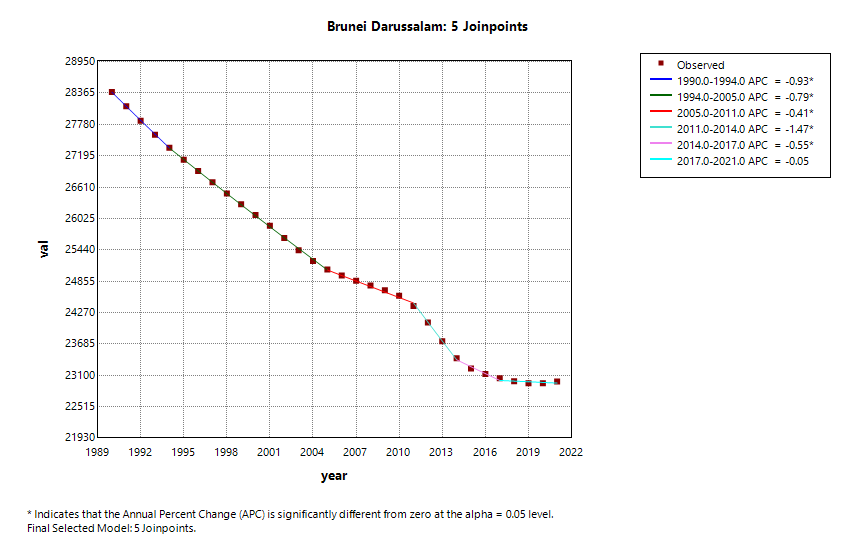 Brunei Darussalam: 5 Joinpoints
28950
28365
27780
27195
26610
26025
25440
24855
24270
23685
23100
22515
21930
val
1989 1992 1995 1998 2001 2004 2007 2010 2013 2016 2019 2022
year
Observed
1990.0-1994.0 APC = -0.93*
1994.0-2005.0 APC = -0.79*
2005.0-2011.0 APC = -0.41*
2011.0-2014.0 APC = -1.47*
2014.0-2017.0 APC = -0.55*
2017.0-2021.0 APC = -0.05
* Indicates that the Annual Percent Change (APC) is significantly different from zero at the alpha = 0.05 level.
Final Selected Model: 5 Joinpoints.